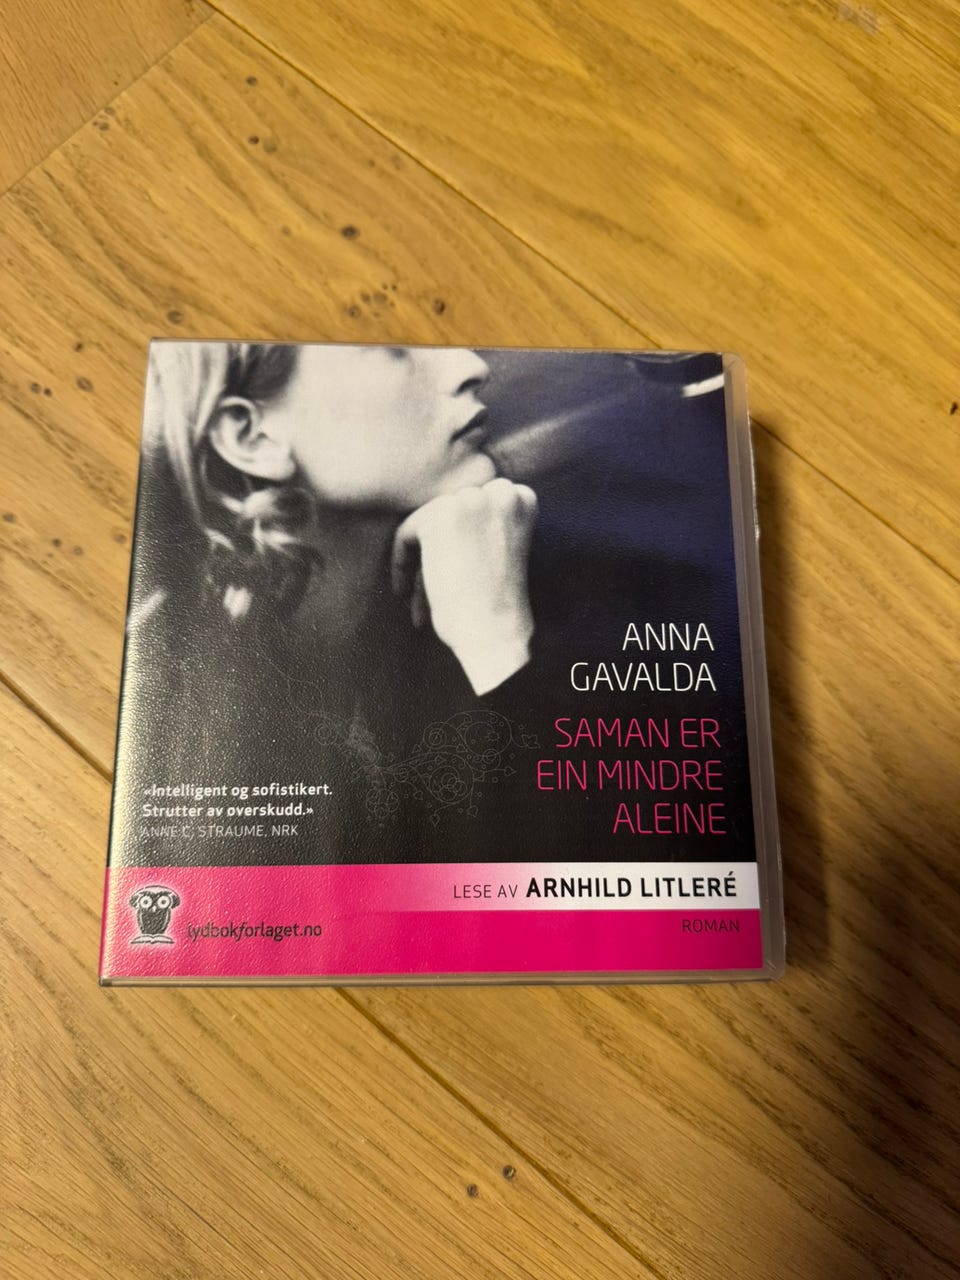 ANNA
GAVALDA
SAMAN ER
EIN MINDRE
ALEINE
«Intelligent og sofistikert.
Strutter av overskudd.»
ANNE C. STRAUME, NRK
LESE AV ARNHILD LITLERÉ
lydbokforlaget.no
ROMAN